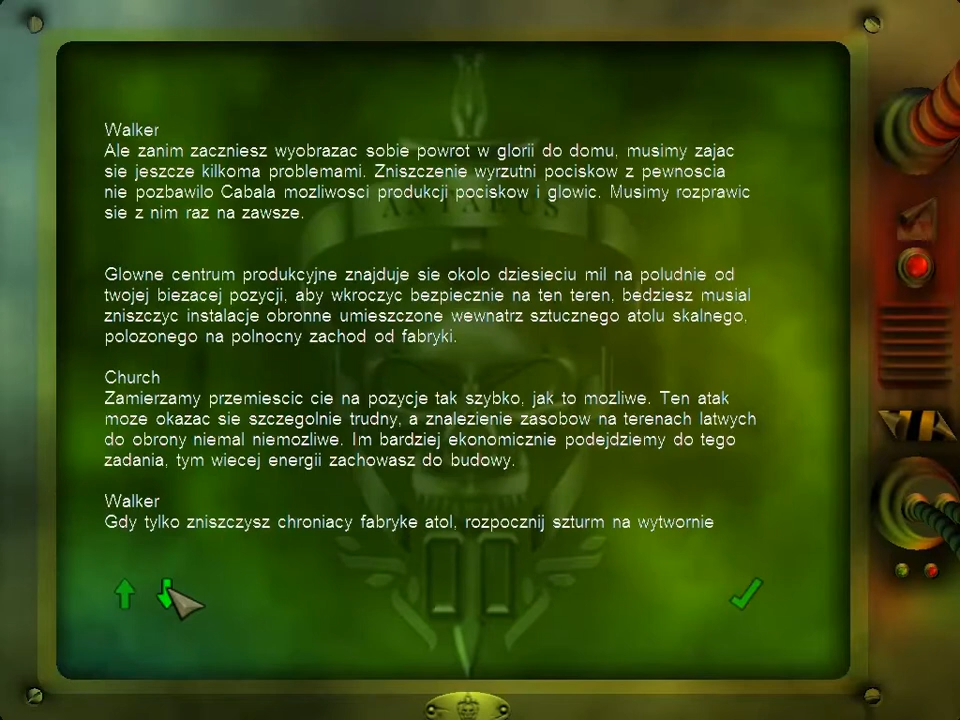 Walker
Ale zanim zaczniesz wyobrazac sobie powrot w glorii do domu, musimy zajac
sie jeszcze kilkoma problemami. Zniszczenie wyrzutni pociskow z pewnoscia
nie pozbawilo Cabala mozliwosci produkcji pociskow i glowic. Musimy rozprawic
sie z nim raz na zawsze.
ANTAEUS
Glowne centrum produkcyjne znajduje sie okolo dziesieciu mil na poludnie od
twojej biezacej pozycji, aby wkroczyc bezpiecznie na ten teren, bedziesz musial
zniszczyc instalacje obronne umieszczone wewnatrz sztucznego atolu skalnego,
polozonego na polnocny zachod od fabryki.
Church
Zamierzamy przemiescic cie na pozycje tak szybko, jak to mozliwe. Ten atak
moze okazac sie szczegolnie trudny, a znalezienie zasobow na terenach latwych
do obrony niemal niemozliwe. Im bardziej ekonomicznie podejdziemy do tego
zadania, tym wiecej energii zachowasz do budowy.
Walker
Gdy tylko zniszczysz chroniacy fabryke atol, rozpocznij szturm na wytwornie